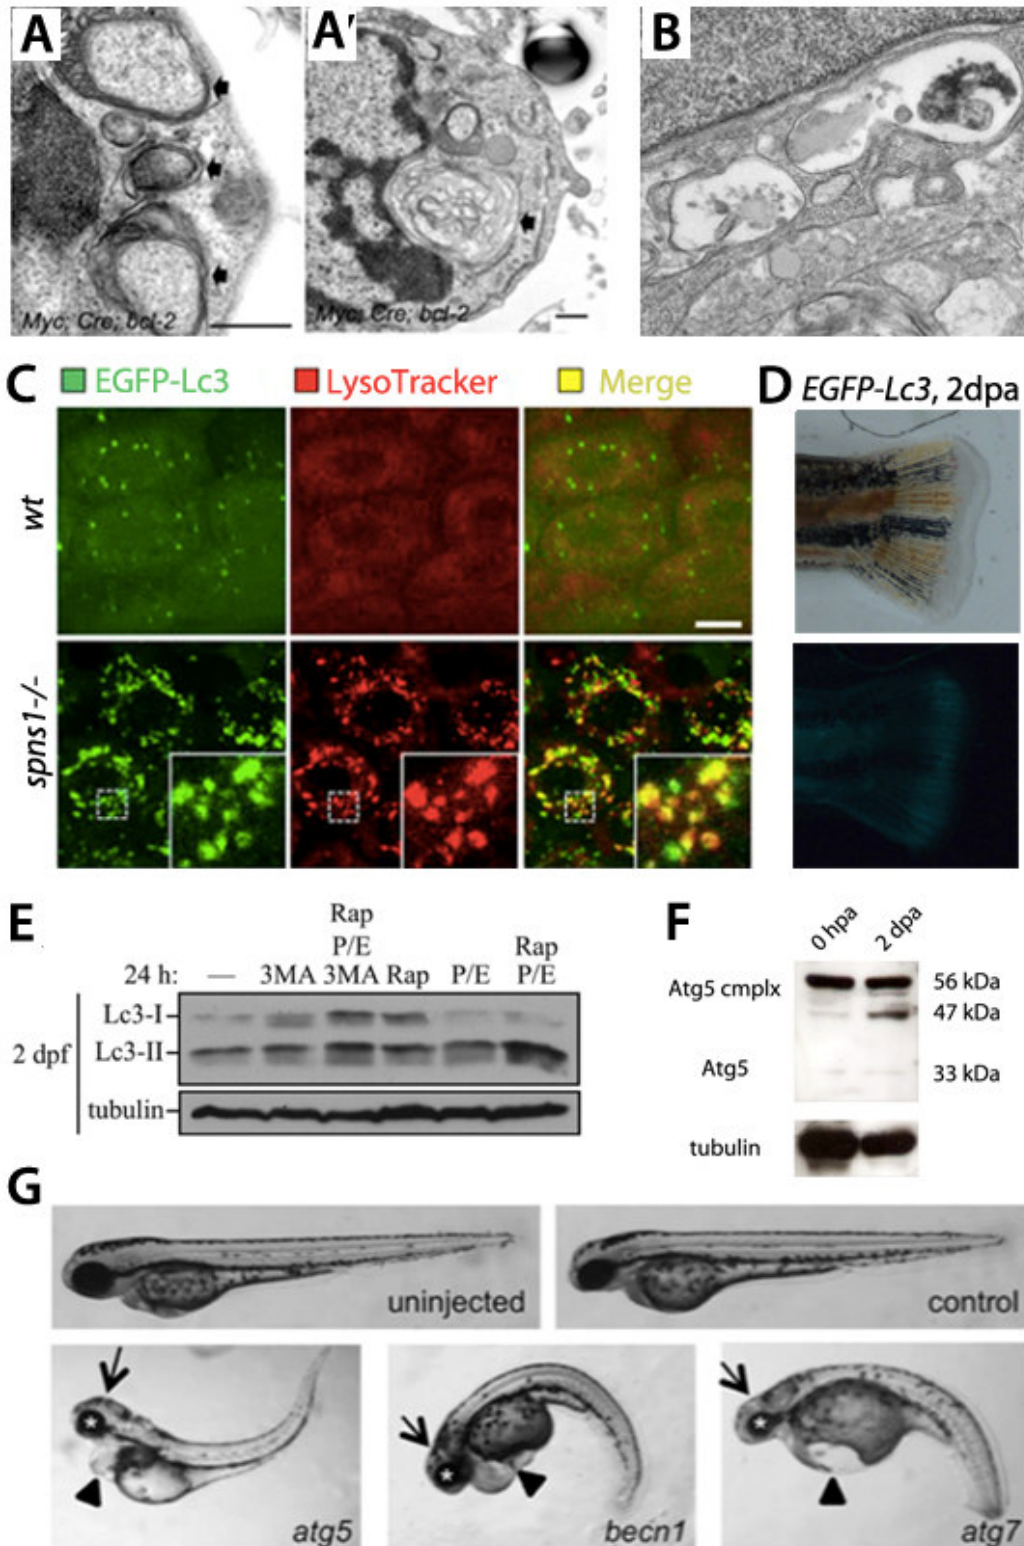 A
A'
B
Myc; Cre; bcl-2
Myc; Cre; bcl-2
C
EGFP-Lc3
LysoTracker
Merge
D
EGFP-Lc3, 2dpa
wt
spns1-/-
E
Rap
P/E
Rap
24 h: — 3MA 3MA Rap P/E P/E
Lc3-I
2 dpf
Lc3-II
tubulin
F
0 hpa
2 dpa
Atg5 cmplx
56 kDa
47 kDa
Atg5
33 kDa
tubulin
G
uninjected
control
atg5
becn1
atg7